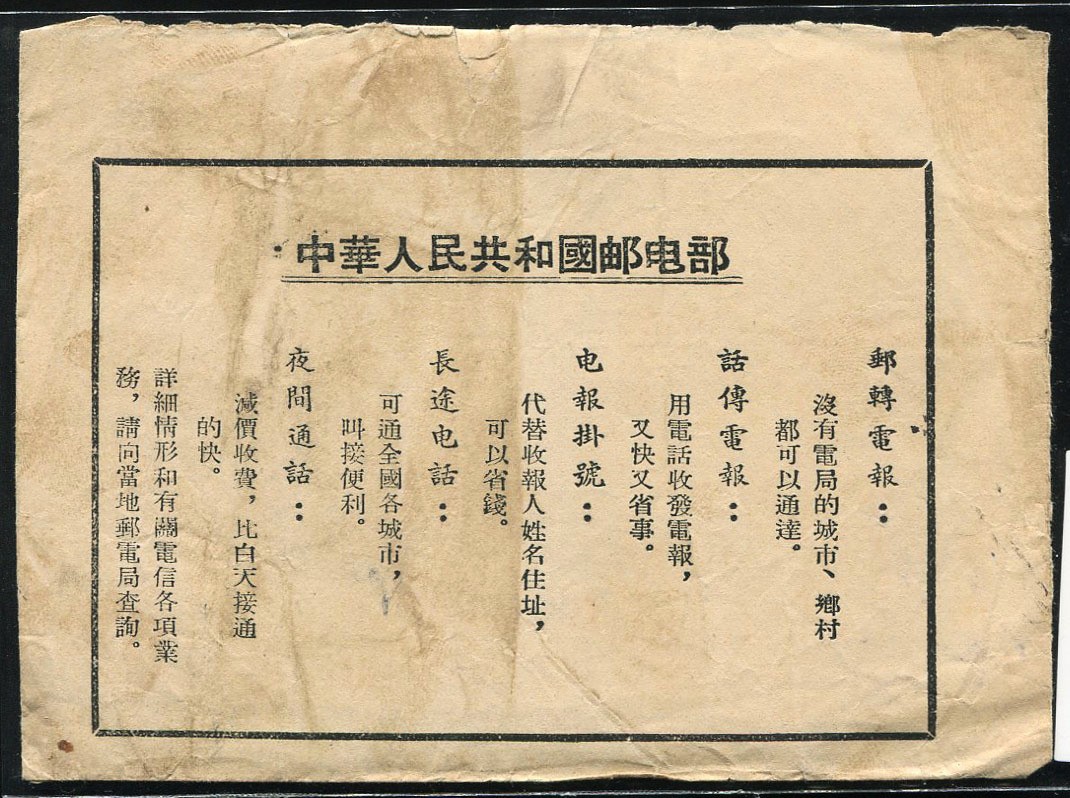 中華人民共和國邮电部
郵轉電報：
沒有電局的城市、鄉村
都可以通達。
話傳電報：
用電話收發電報，
又快又省事。
电報掛號：
代替收報人姓名住址，
可以省錢。
長途电話：
可通全國各城市，
叫接便利。
夜間通話：
減價收費，比白天接通
的快。
詳細情形和有關電信各項業
務，請向當地郵電局查詢。